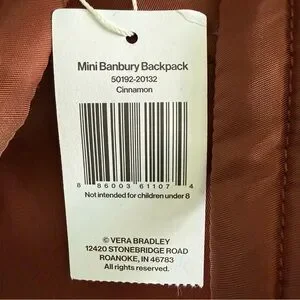 Mini Banbury Backpack
50192-20132
Cinnamon
8 86003 61107 4
Not intended for children under 8
© VERA BRADLEY
12420 STONEBRIDGE ROAD
ROANOKE, IN 46783
All rights reserved.